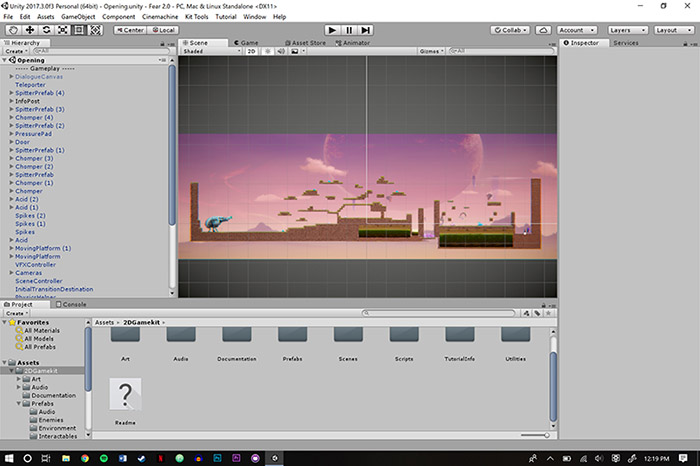 Unity 2017.3.0f3 Personal (64bit) - Opening.unity - Fear 2.0 - PC, Mac & Linux Standalone <DX11>
File Edit Assets GameObject Component Cinemachine Kit Tools Tutorial Window Help
Center Local Collab Account Layers Layout
Hierarchy Scene Game Asset Store Animator Inspector Services
Create All Shaded 2D Gizmos All
Opening
----- Gameplay -----
DialogueCanvas
Teleporter
SpitterPrefab (4)
InfoPost
SpitterPrefab (3)
Chomper (4)
SpitterPrefab (2)
PressurePad
Door
SpitterPrefab (1)
Chomper (3)
Chomper (2)
SpitterPrefab
Chomper (1)
Chomper
Acid (2)
Acid (1)
Spikes (2)
Spikes (1)
Spikes
Acid
MovingPlatform (1)
MovingPlatform
VFXController
Cameras
SceneController
InitialTransitionDestination
PhysicsHelper
Project Console
Create
Favorites
All Materials
All Models
All Prefabs
Assets
2DGamekit
Art
Audio
Documentation
Prefabs
Audio
Enemies
Environment
Interactables
Assets 2DGamekit
Art Audio Documentation Prefabs Scenes Scripts TutorialInfo Utilities
?
Readme
12:19 PM